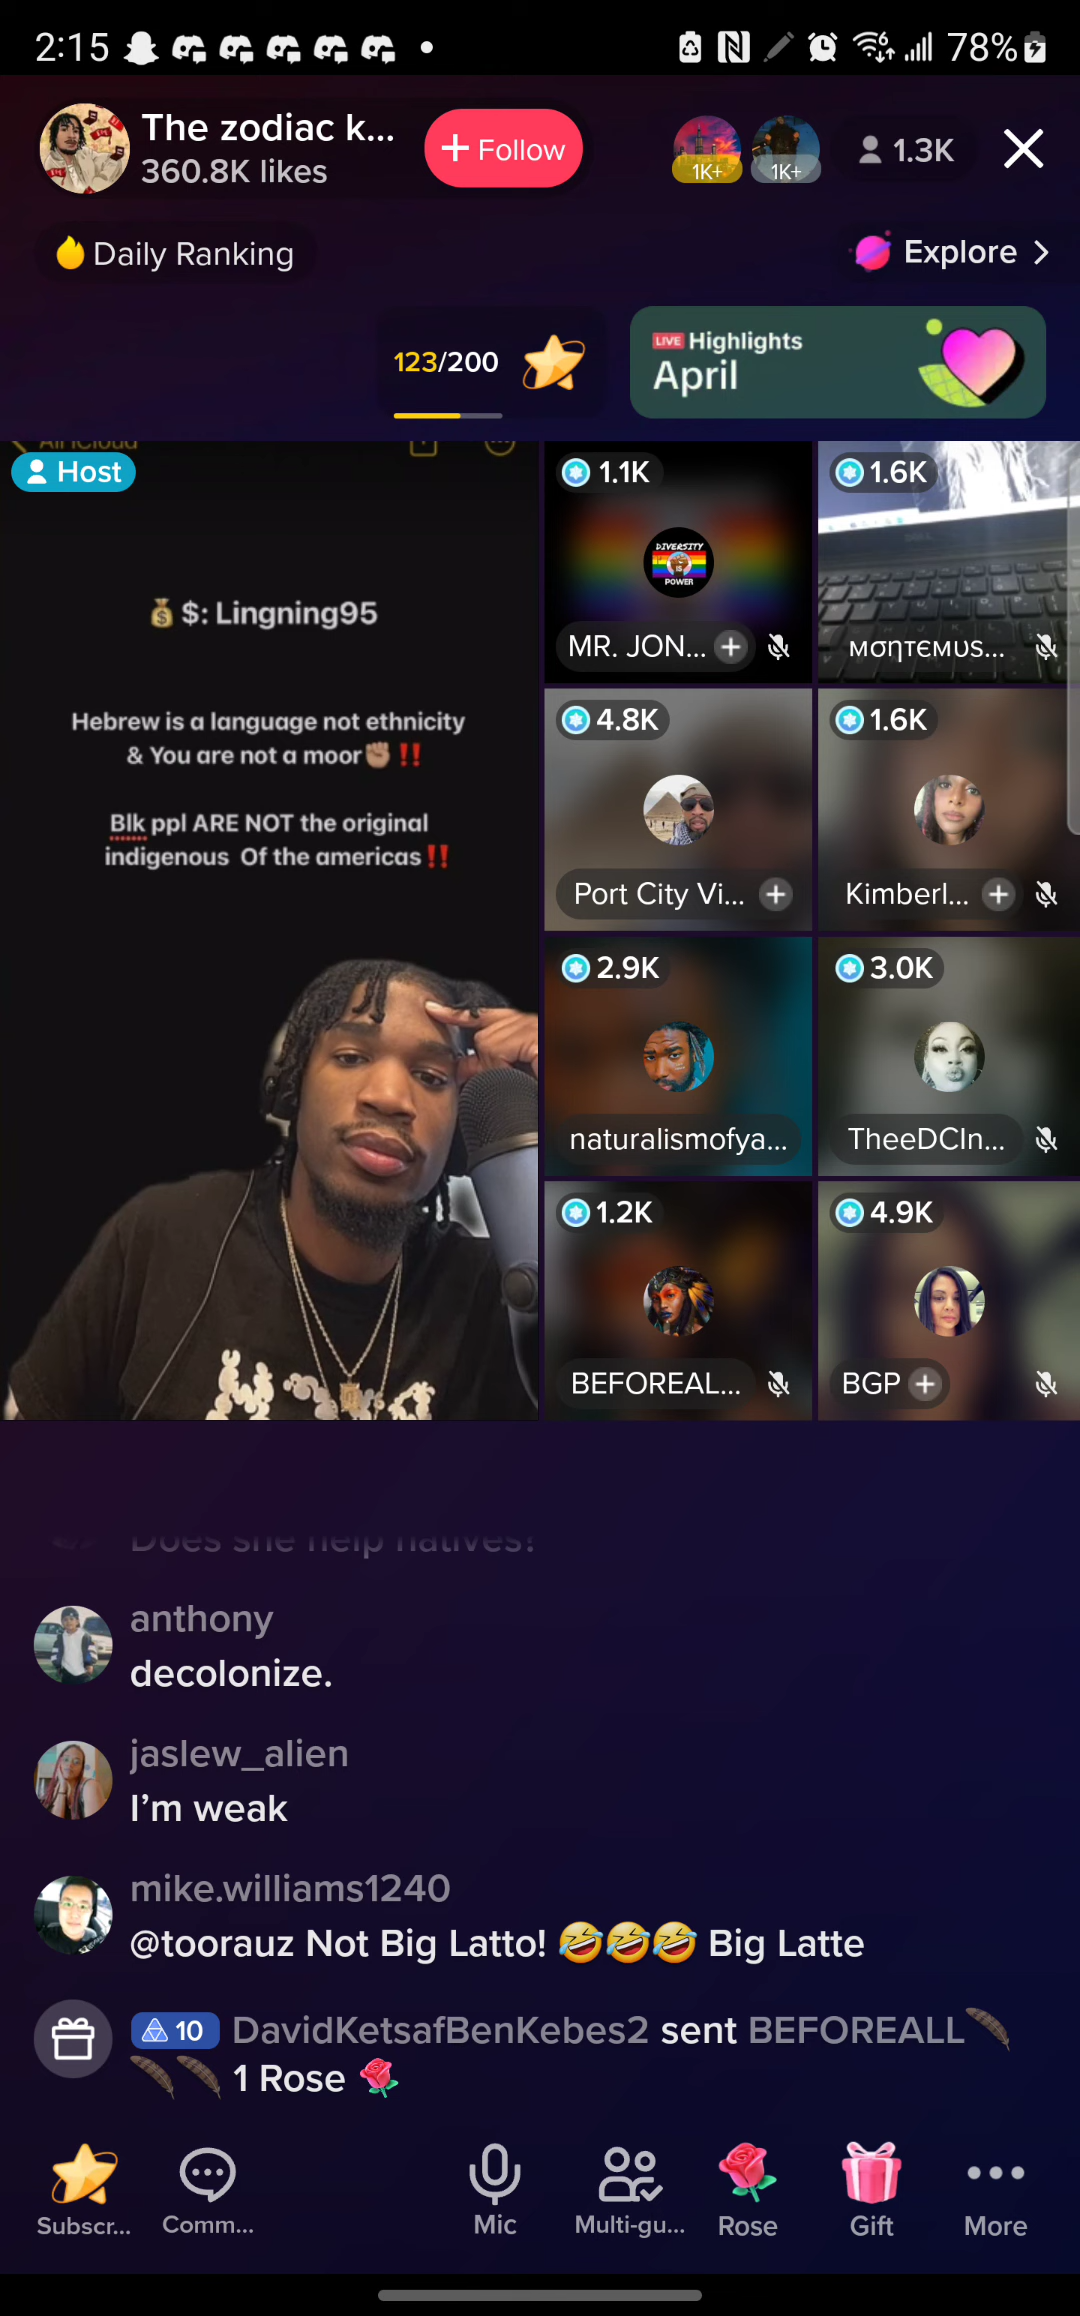 2:15
78%
The zodiac k...
360.8K likes
+ Follow
1K+
1K+
1.3K
Daily Ranking
Explore >
123/200
LIVE Highlights
April
All iCloud
Host
💰 $: Lingning95
Hebrew is a language not ethnicity
& You are not a moor✊🏽‼️
Blk ppl ARE NOT the original
indigenous Of the americas‼️
1.1K
DIVERSITY
IS
POWER
MR. JON...
1.6K
DELL
мσηтємυѕ...
4.8K
Port City Vi...
1.6K
Kimberl...
2.9K
naturalismofya...
3.0K
TheeDCIn...
1.2K
BEFOREAL...
4.9K
BGP
Does she help natives?
anthony
decolonize.
jaslew_alien
I'm weak
mike.williams1240
@toorauz Not Big Latto! 🤣🤣🤣 Big Latte
10 DavidKetsafBenKebes2 sent BEFOREALL🪶
🪶🪶 1 Rose 🌹
Subscr...
Comm...
Mic
Multi-gu...
Rose
Gift
More